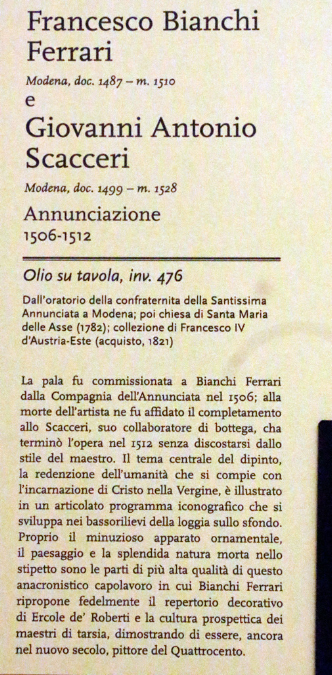 Francesco Bianchi
Ferrari
Modena, doc. 1487 – m. 1510
e
Giovanni Antonio
Scacceri
Modena, doc. 1499 – m. 1528
Annunciazione
1506-1512
Olio su tavola, inv. 476
Dall'oratorio della confraternita della Santissima
Annunciata a Modena; poi chiesa di Santa Maria
delle Asse (1782); collezione di Francesco IV
d'Austria-Este (acquisto, 1821)
La pala fu commissionata a Bianchi Ferrari
dalla Compagnia dell'Annunciata nel 1506; alla
morte dell'artista ne fu affidato il completamento
allo Scacceri, suo collaboratore di bottega, cha
terminò l'opera nel 1512 senza discostarsi dallo
stile del maestro. Il tema centrale del dipinto,
la redenzione dell'umanità che si compie con
l'incarnazione di Cristo nella Vergine, è illustrato
in un articolato programma iconografico che si
sviluppa nei bassorilievi della loggia sullo sfondo.
Proprio il minuzioso apparato ornamentale,
il paesaggio e la splendida natura morta nello
stipetto sono le parti di più alta qualità di questo
anacronistico capolavoro in cui Bianchi Ferrari
ripropone fedelmente il repertorio decorativo
di Ercole de' Roberti e la cultura prospettica dei
maestri di tarsia, dimostrando di essere, ancora
nel nuovo secolo, pittore del Quattrocento.